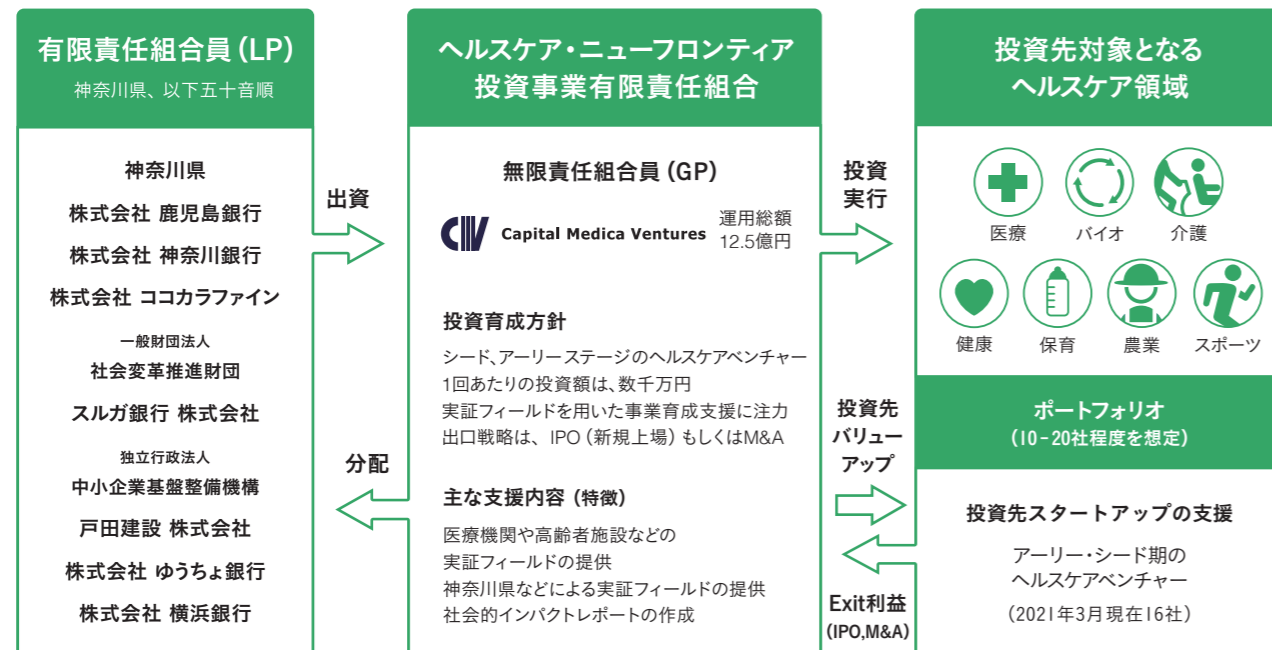 有限責任組合員(LP)
神奈川県、以下五十音順
神奈川県
株式会社 鹿児島銀行
株式会社 神奈川銀行
株式会社 ココカラファイン
一般財団法人
社会変革推進財団
スルガ銀行 株式会社
独立行政法人
中小企業基盤整備機構
戸田建設 株式会社
株式会社 ゆうちょ銀行
株式会社 横浜銀行
出資
分配
ヘルスケア・ニューフロンティア
投資事業有限責任組合
無限責任組合員(GP)
CMV Capital Medica Ventures
運用総額
12.5億円
投資育成方針
シード、アーリーステージのヘルスケアベンチャー
1回あたりの投資額は、数千万円
実証フィールドを用いた事業育成支援に注力
出口戦略は、IPO(新規上場)もしくはM&A
主な支援内容(特徴)
医療機関や高齢者施設などの
実証フィールドの提供
神奈川県などによる実証フィールドの提供
社会的インパクトレポートの作成
投資
実行
投資先
バリュー
アップ
Exit利益
(IPO,M&A)
投資先対象となる
ヘルスケア領域
医療 バイオ 介護
健康 保育 農業 スポーツ
ポートフォリオ
(10-20社程度を想定)
投資先スタートアップの支援
アーリー・シード期の
ヘルスケアベンチャー
(2021年3月現在16社)